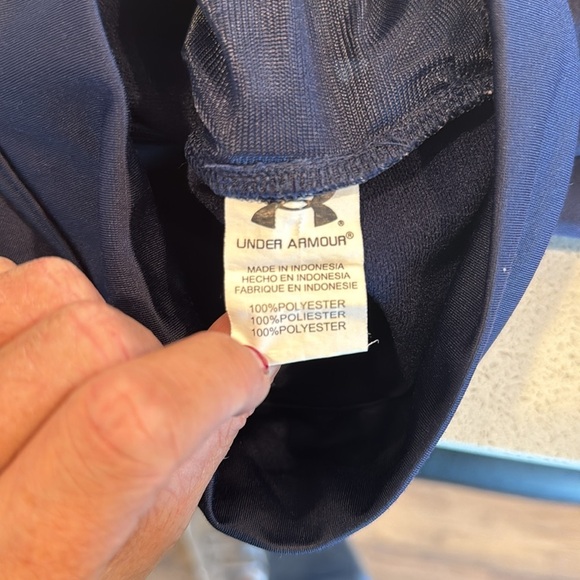 UNDER ARMOUR®
MADE IN INDONESIA
HECHO EN INDONESIA
FABRIQUE EN INDONESIE
100%POLYESTER
100%POLIESTER
100%POLYESTER